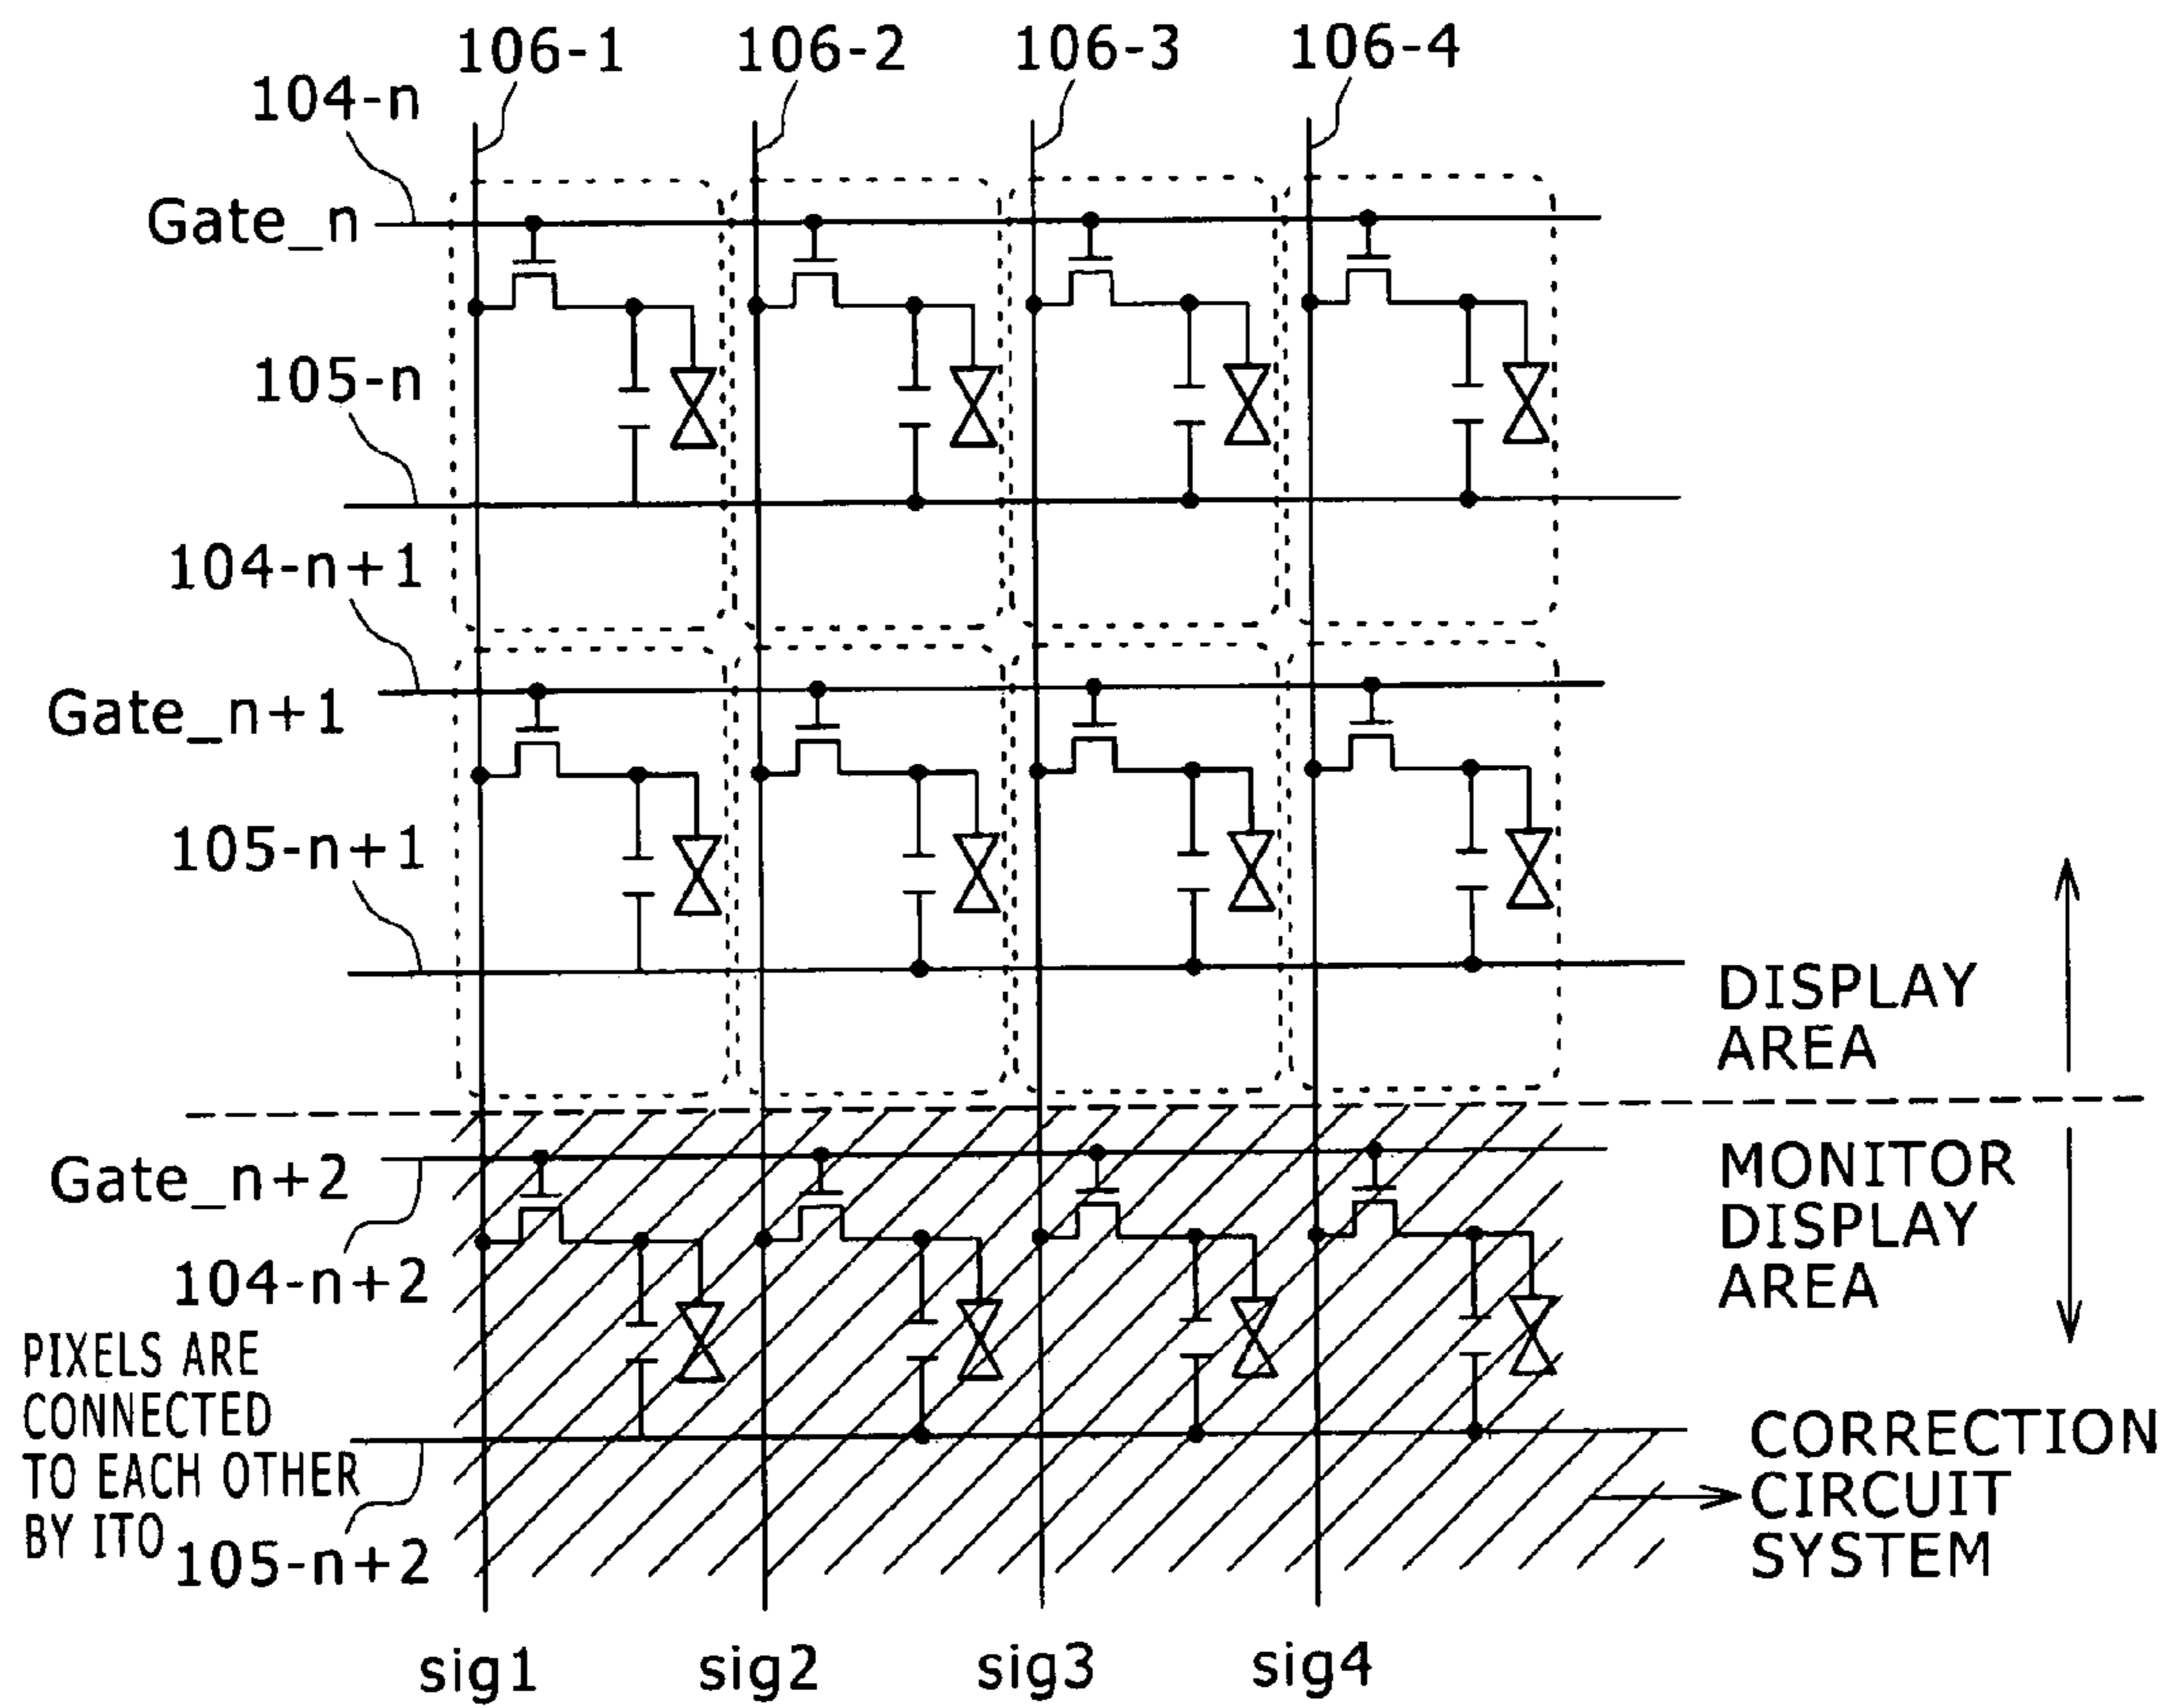 106-1
106-2
106-3
106-4
104-n
Gate_n
105-n
104-n+1
Gate_n+1
105-n+1
DISPLAY
AREA
Gate_n+2
MONITOR
DISPLAY
AREA
104-n+2
PIXELS ARE
CONNECTED
TO EACH OTHER
BY ITO
105-n+2
CORRECTION
CIRCUIT
SYSTEM
sig1
sig2
sig3
sig4